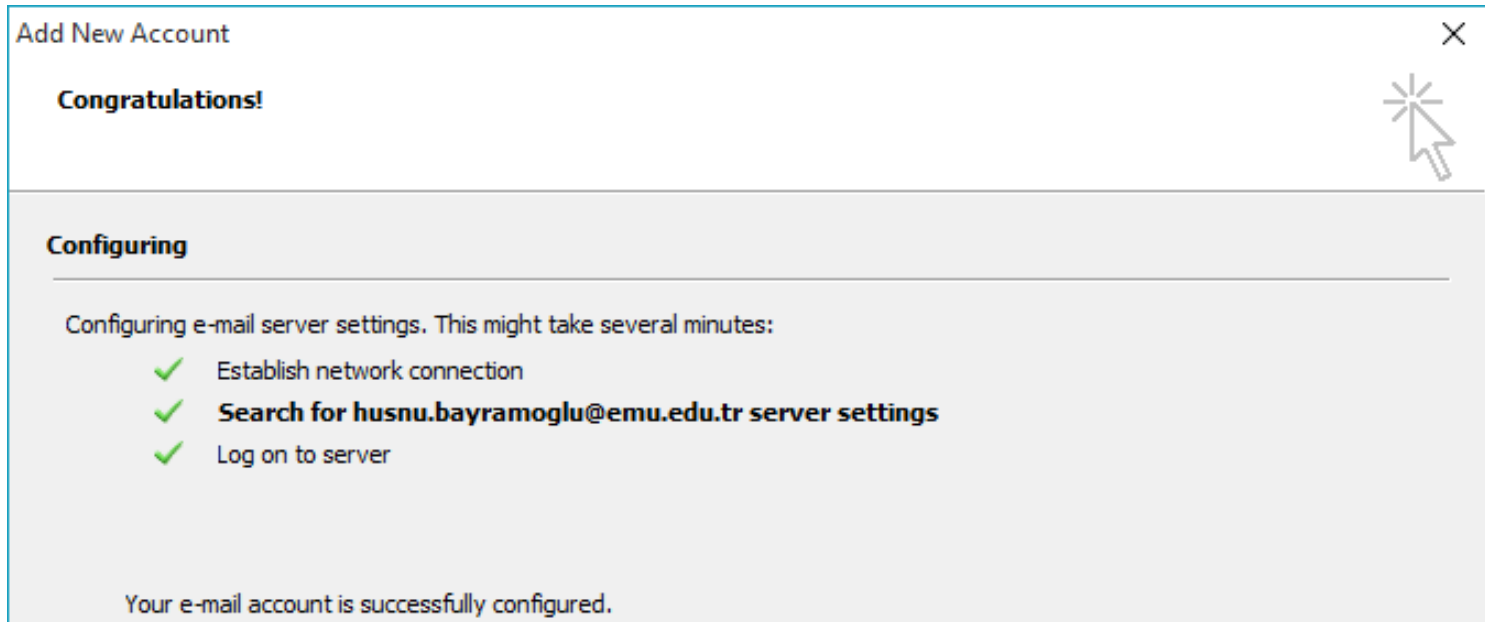 Add New Account
Congratulations!
Configuring
Configuring e-mail server settings. This might take several minutes:
Establish network connection
Search for husnu.bayramoglu@emu.edu.tr server settings
Log on to server
Your e-mail account is successfully configured.